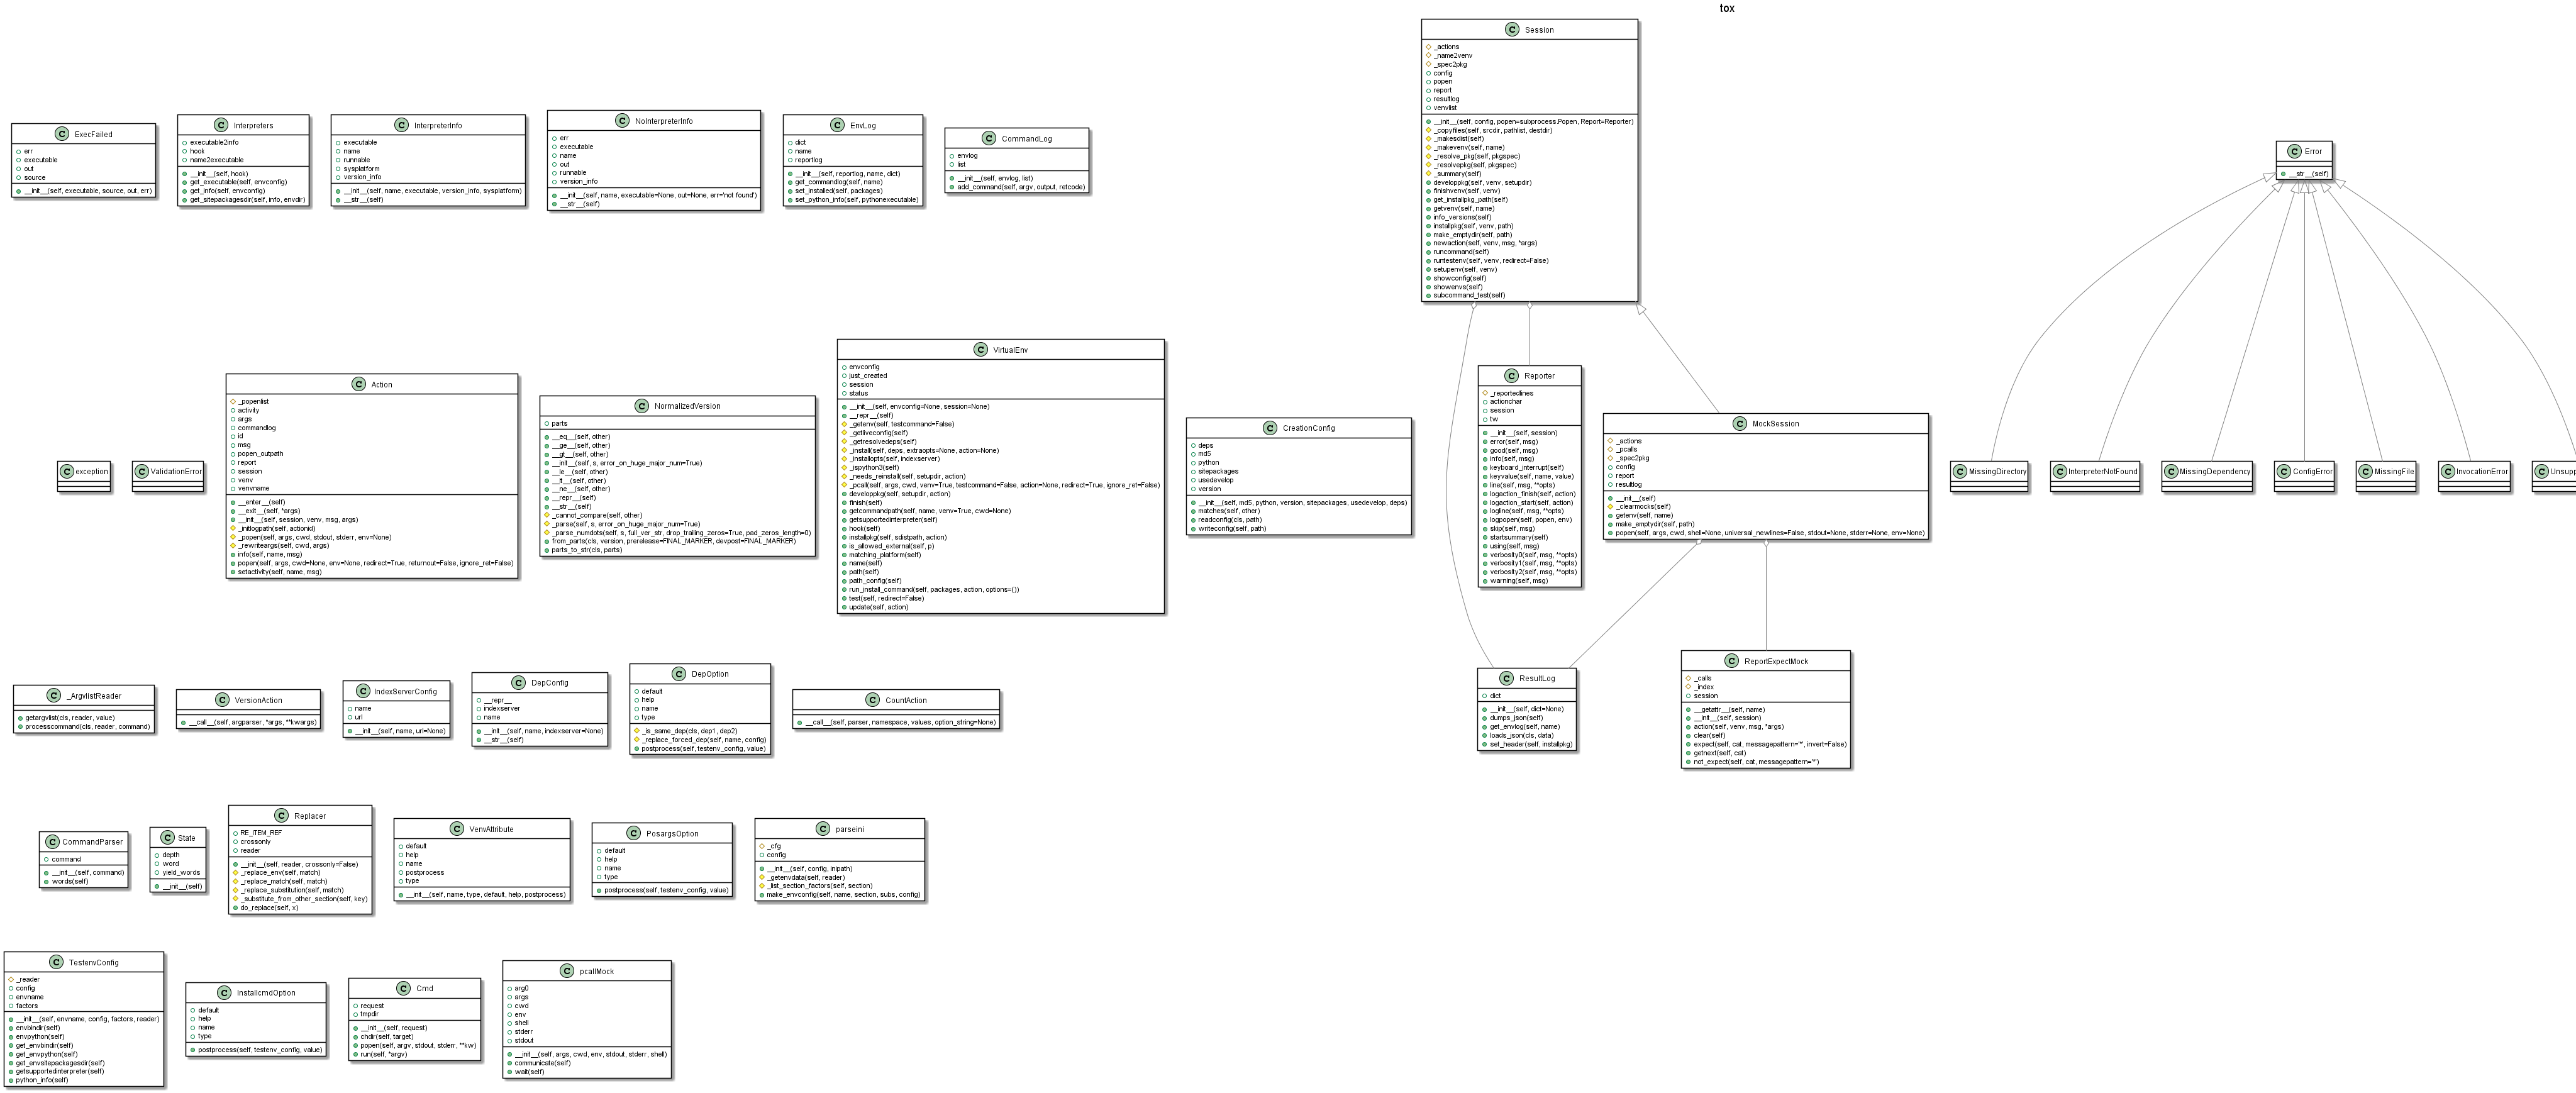 tox
C Session
_actions
_name2venv
_spec2pkg
config
popen
report
resultlog
venvlist
__init__(self, config, popen=subprocess.Popen, Report=Reporter)
_copyfiles(self, srcdir, pathlist, destdir)
_makesdist(self)
_makevenv(self, name)
_resolve_pkg(self, pkgspec)
_resolvepkg(self, pkgspec)
_summary(self)
developpkg(self, venv, setupdir)
finishvenv(self, venv)
get_installpkg_path(self)
getvenv(self, name)
info_versions(self)
installpkg(self, venv, path)
make_emptydir(self, path)
newaction(self, venv, msg, *args)
runcommand(self)
runtestenv(self, venv, redirect=False)
setupenv(self, venv)
showconfig(self)
showenvs(self)
subcommand_test(self)
C ExecFailed
err
executable
out
source
__init__(self, executable, source, out, err)
C Interpreters
executable2info
hook
name2executable
__init__(self, hook)
get_executable(self, envconfig)
get_info(self, envconfig)
get_sitepackagesdir(self, info, envdir)
C InterpreterInfo
executable
name
runnable
sysplatform
version_info
__init__(self, name, executable, version_info, sysplatform)
__str__(self)
C NoInterpreterInfo
err
executable
name
out
runnable
version_info
__init__(self, name, executable=None, out=None, err='not found')
__str__(self)
C EnvLog
dict
name
reportlog
__init__(self, reportlog, name, dict)
get_commandlog(self, name)
set_installed(self, packages)
set_python_info(self, pythonexecutable)
C CommandLog
envlog
list
__init__(self, envlog, list)
add_command(self, argv, output, retcode)
C Error
__str__(self)
C exception
C ValidationError
C Action
_popenlist
activity
args
commandlog
id
msg
popen_outpath
report
session
venv
venvname
__enter__(self)
__exit__(self, *args)
__init__(self, session, venv, msg, args)
_initlogpath(self, actionid)
_popen(self, args, cwd, stdout, stderr, env=None)
_rewriteargs(self, cwd, args)
info(self, name, msg)
popen(self, args, cwd=None, env=None, redirect=True, returnout=False, ignore_ret=False)
setactivity(self, name, msg)
C NormalizedVersion
parts
__eq__(self, other)
__ge__(self, other)
__gt__(self, other)
__init__(self, s, error_on_huge_major_num=True)
__le__(self, other)
__lt__(self, other)
__ne__(self, other)
__repr__(self)
__str__(self)
_cannot_compare(self, other)
_parse(self, s, error_on_huge_major_num=True)
_parse_numdots(self, s, full_ver_str, drop_trailing_zeros=True, pad_zeros_length=0)
from_parts(cls, version, prerelease=FINAL_MARKER, devpost=FINAL_MARKER)
parts_to_str(cls, parts)
C VirtualEnv
envconfig
just_created
session
status
__init__(self, envconfig=None, session=None)
__repr__(self)
_getenv(self, testcommand=False)
_getliveconfig(self)
_getresolvedeps(self)
_install(self, deps, extraopts=None, action=None)
_installopts(self, indexserver)
_ispython3(self)
_needs_reinstall(self, setupdir, action)
_pcall(self, args, cwd, venv=True, testcommand=False, action=None, redirect=True, ignore_ret=False)
developpkg(self, setupdir, action)
finish(self)
getcommandpath(self, name, venv=True, cwd=None)
getsupportedinterpreter(self)
hook(self)
installpkg(self, sdistpath, action)
is_allowed_external(self, p)
matching_platform(self)
name(self)
path(self)
path_config(self)
run_install_command(self, packages, action, options=())
test(self, redirect=False)
update(self, action)
C CreationConfig
deps
md5
python
sitepackages
usedevelop
version
__init__(self, md5, python, version, sitepackages, usedevelop, deps)
matches(self, other)
readconfig(cls, path)
writeconfig(self, path)
C Reporter
_reportedlines
actionchar
session
tw
__init__(self, session)
error(self, msg)
good(self, msg)
info(self, msg)
keyboard_interrupt(self)
keyvalue(self, name, value)
line(self, msg, **opts)
logaction_finish(self, action)
logaction_start(self, action)
logline(self, msg, **opts)
logpopen(self, popen, env)
skip(self, msg)
startsummary(self)
using(self, msg)
verbosity0(self, msg, **opts)
verbosity1(self, msg, **opts)
verbosity2(self, msg, **opts)
warning(self, msg)
C MockSession
_actions
_pcalls
_spec2pkg
config
report
resultlog
__init__(self)
_clearmocks(self)
getenv(self, name)
make_emptydir(self, path)
popen(self, args, cwd, shell=None, universal_newlines=False, stdout=None, stderr=None, env=None)
C MissingDirectory
C InterpreterNotFound
C MissingDependency
C ConfigError
C MissingFile
C InvocationError
C Unsupp
C _ArgvlistReader
getargvlist(cls, reader, value)
processcommand(cls, reader, command)
C VersionAction
__call__(self, argparser, *args, **kwargs)
C IndexServerConfig
name
url
__init__(self, name, url=None)
C DepConfig
__repr__
indexserver
name
__init__(self, name, indexserver=None)
__str__(self)
C DepOption
default
help
name
type
_is_same_dep(cls, dep1, dep2)
_replace_forced_dep(self, name, config)
postprocess(self, testenv_config, value)
C CountAction
__call__(self, parser, namespace, values, option_string=None)
C ResultLog
dict
__init__(self, dict=None)
dumps_json(self)
get_envlog(self, name)
loads_json(cls, data)
set_header(self, installpkg)
C ReportExpectMock
_calls
_index
session
__getattr__(self, name)
__init__(self, session)
action(self, venv, msg, *args)
clear(self)
expect(self, cat, messagepattern="*", invert=False)
getnext(self, cat)
not_expect(self, cat, messagepattern="*")
C CommandParser
command
__init__(self, command)
words(self)
C State
depth
word
yield_words
__init__(self)
C Replacer
RE_ITEM_REF
crossonly
reader
__init__(self, reader, crossonly=False)
_replace_env(self, match)
_replace_match(self, match)
_replace_substitution(self, match)
_substitute_from_other_section(self, key)
do_replace(self, x)
C VenvAttribute
default
help
name
postprocess
type
__init__(self, name, type, default, help, postprocess)
C PosargsOption
default
help
name
type
postprocess(self, testenv_config, value)
C parseini
_cfg
config
__init__(self, config, inipath)
_getenvdata(self, reader)
_list_section_factors(self, section)
make_envconfig(self, name, section, subs, config)
C TestenvConfig
_reader
config
envname
factors
__init__(self, envname, config, factors, reader)
envbindir(self)
envpython(self)
get_envbindir(self)
get_envpython(self)
get_envsitepackagesdir(self)
getsupportedinterpreter(self)
python_info(self)
C InstallcmdOption
default
help
name
type
postprocess(self, testenv_config, value)
C Cmd
request
tmpdir
__init__(self, request)
chdir(self, target)
popen(self, argv, stdout, stderr, **kw)
run(self, *argv)
C pcallMock
arg0
args
cwd
env
shell
stderr
stdout
__init__(self, args, cwd, env, stdout, stderr, shell)
communicate(self)
wait(self)